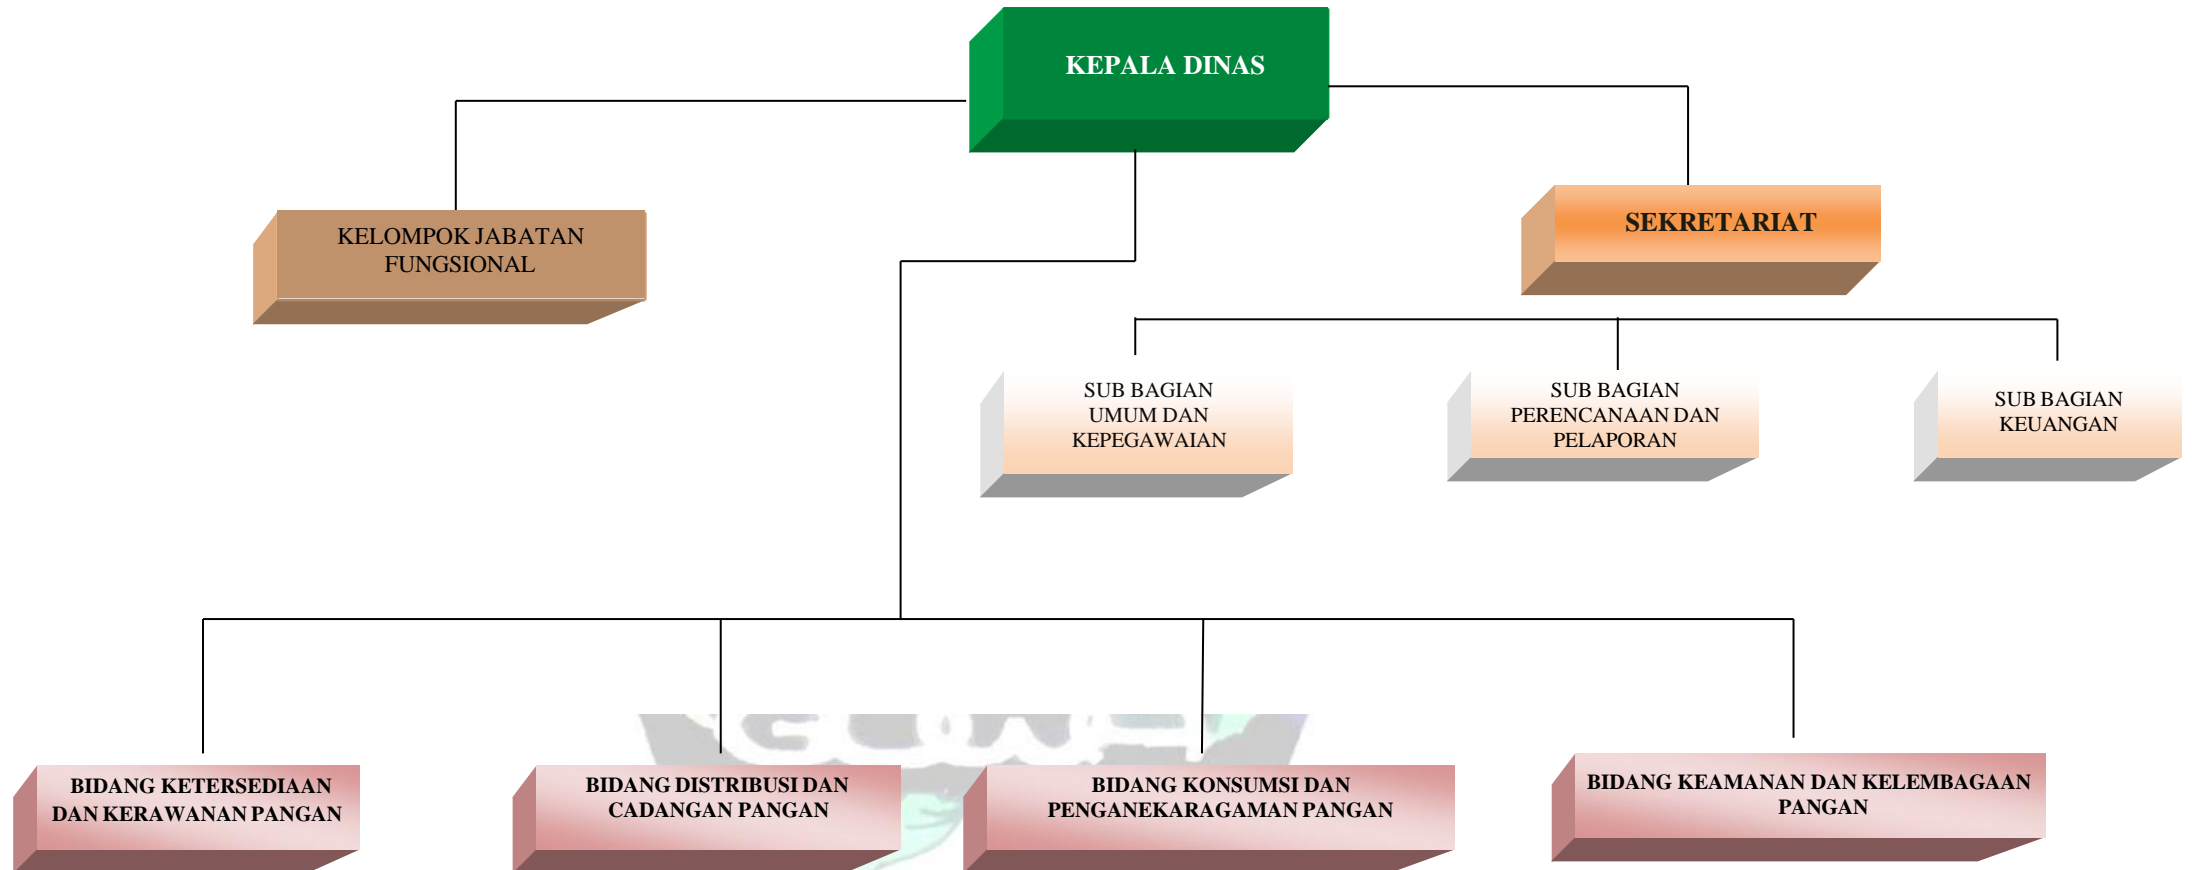 KEPALA DINAS
KELOMPOK JABATAN
FUNGSIONAL
SEKRETARIAT
SUB BAGIAN
UMUM DAN
KEPEGAWAIAN
SUB BAGIAN
PERENCANAAN DAN
PELAPORAN
SUB BAGIAN
KEUANGAN
BIDANG KETERSEDIAAN
DAN KERAWANAN PANGAN
BIDANG DISTRIBUSI DAN
CADANGAN PANGAN
BIDANG KONSUMSI DAN
PENGANEKARAGAMAN PANGAN
BIDANG KEAMANAN DAN KELEMBAGAAN
PANGAN